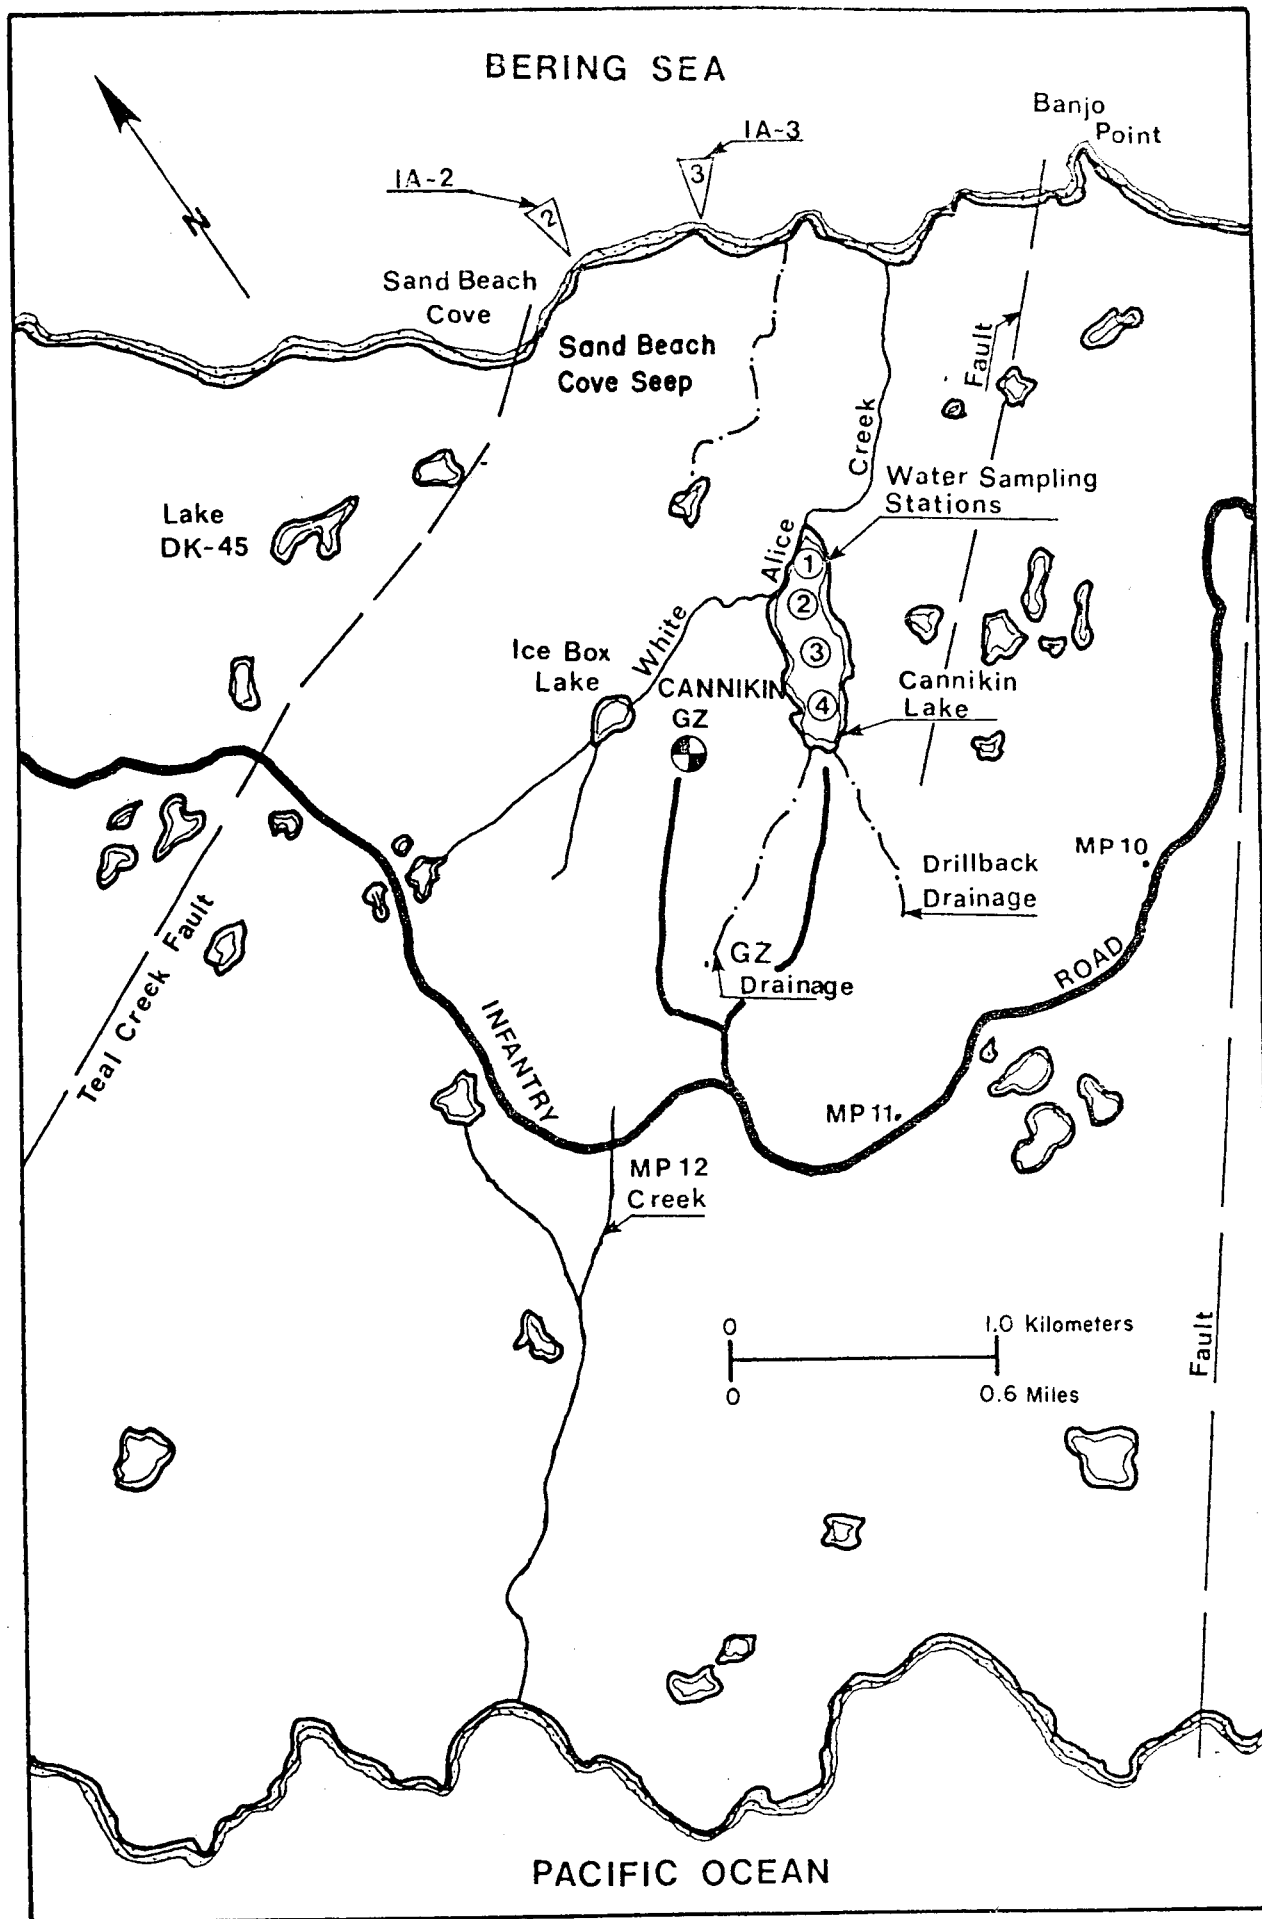 BERING SEA
Banjo
Point
IA-3
IA-2
3
2
N
Sand Beach
Cove
Sand Beach
Cove Seep
Fault
Creek
Water Sampling
Stations
Lake
DK-45
Alice
1
2
3
4
White
Ice Box
Lake
CANNIKIN
GZ
Cannikin
Lake
MP 10
Drillback
Drainage
GZ
Drainage
ROAD
Teal Creek Fault
INFANTRY
MP 11
MP 12
Creek
0 1.0 Kilometers
0 0.6 Miles
Fault
PACIFIC OCEAN